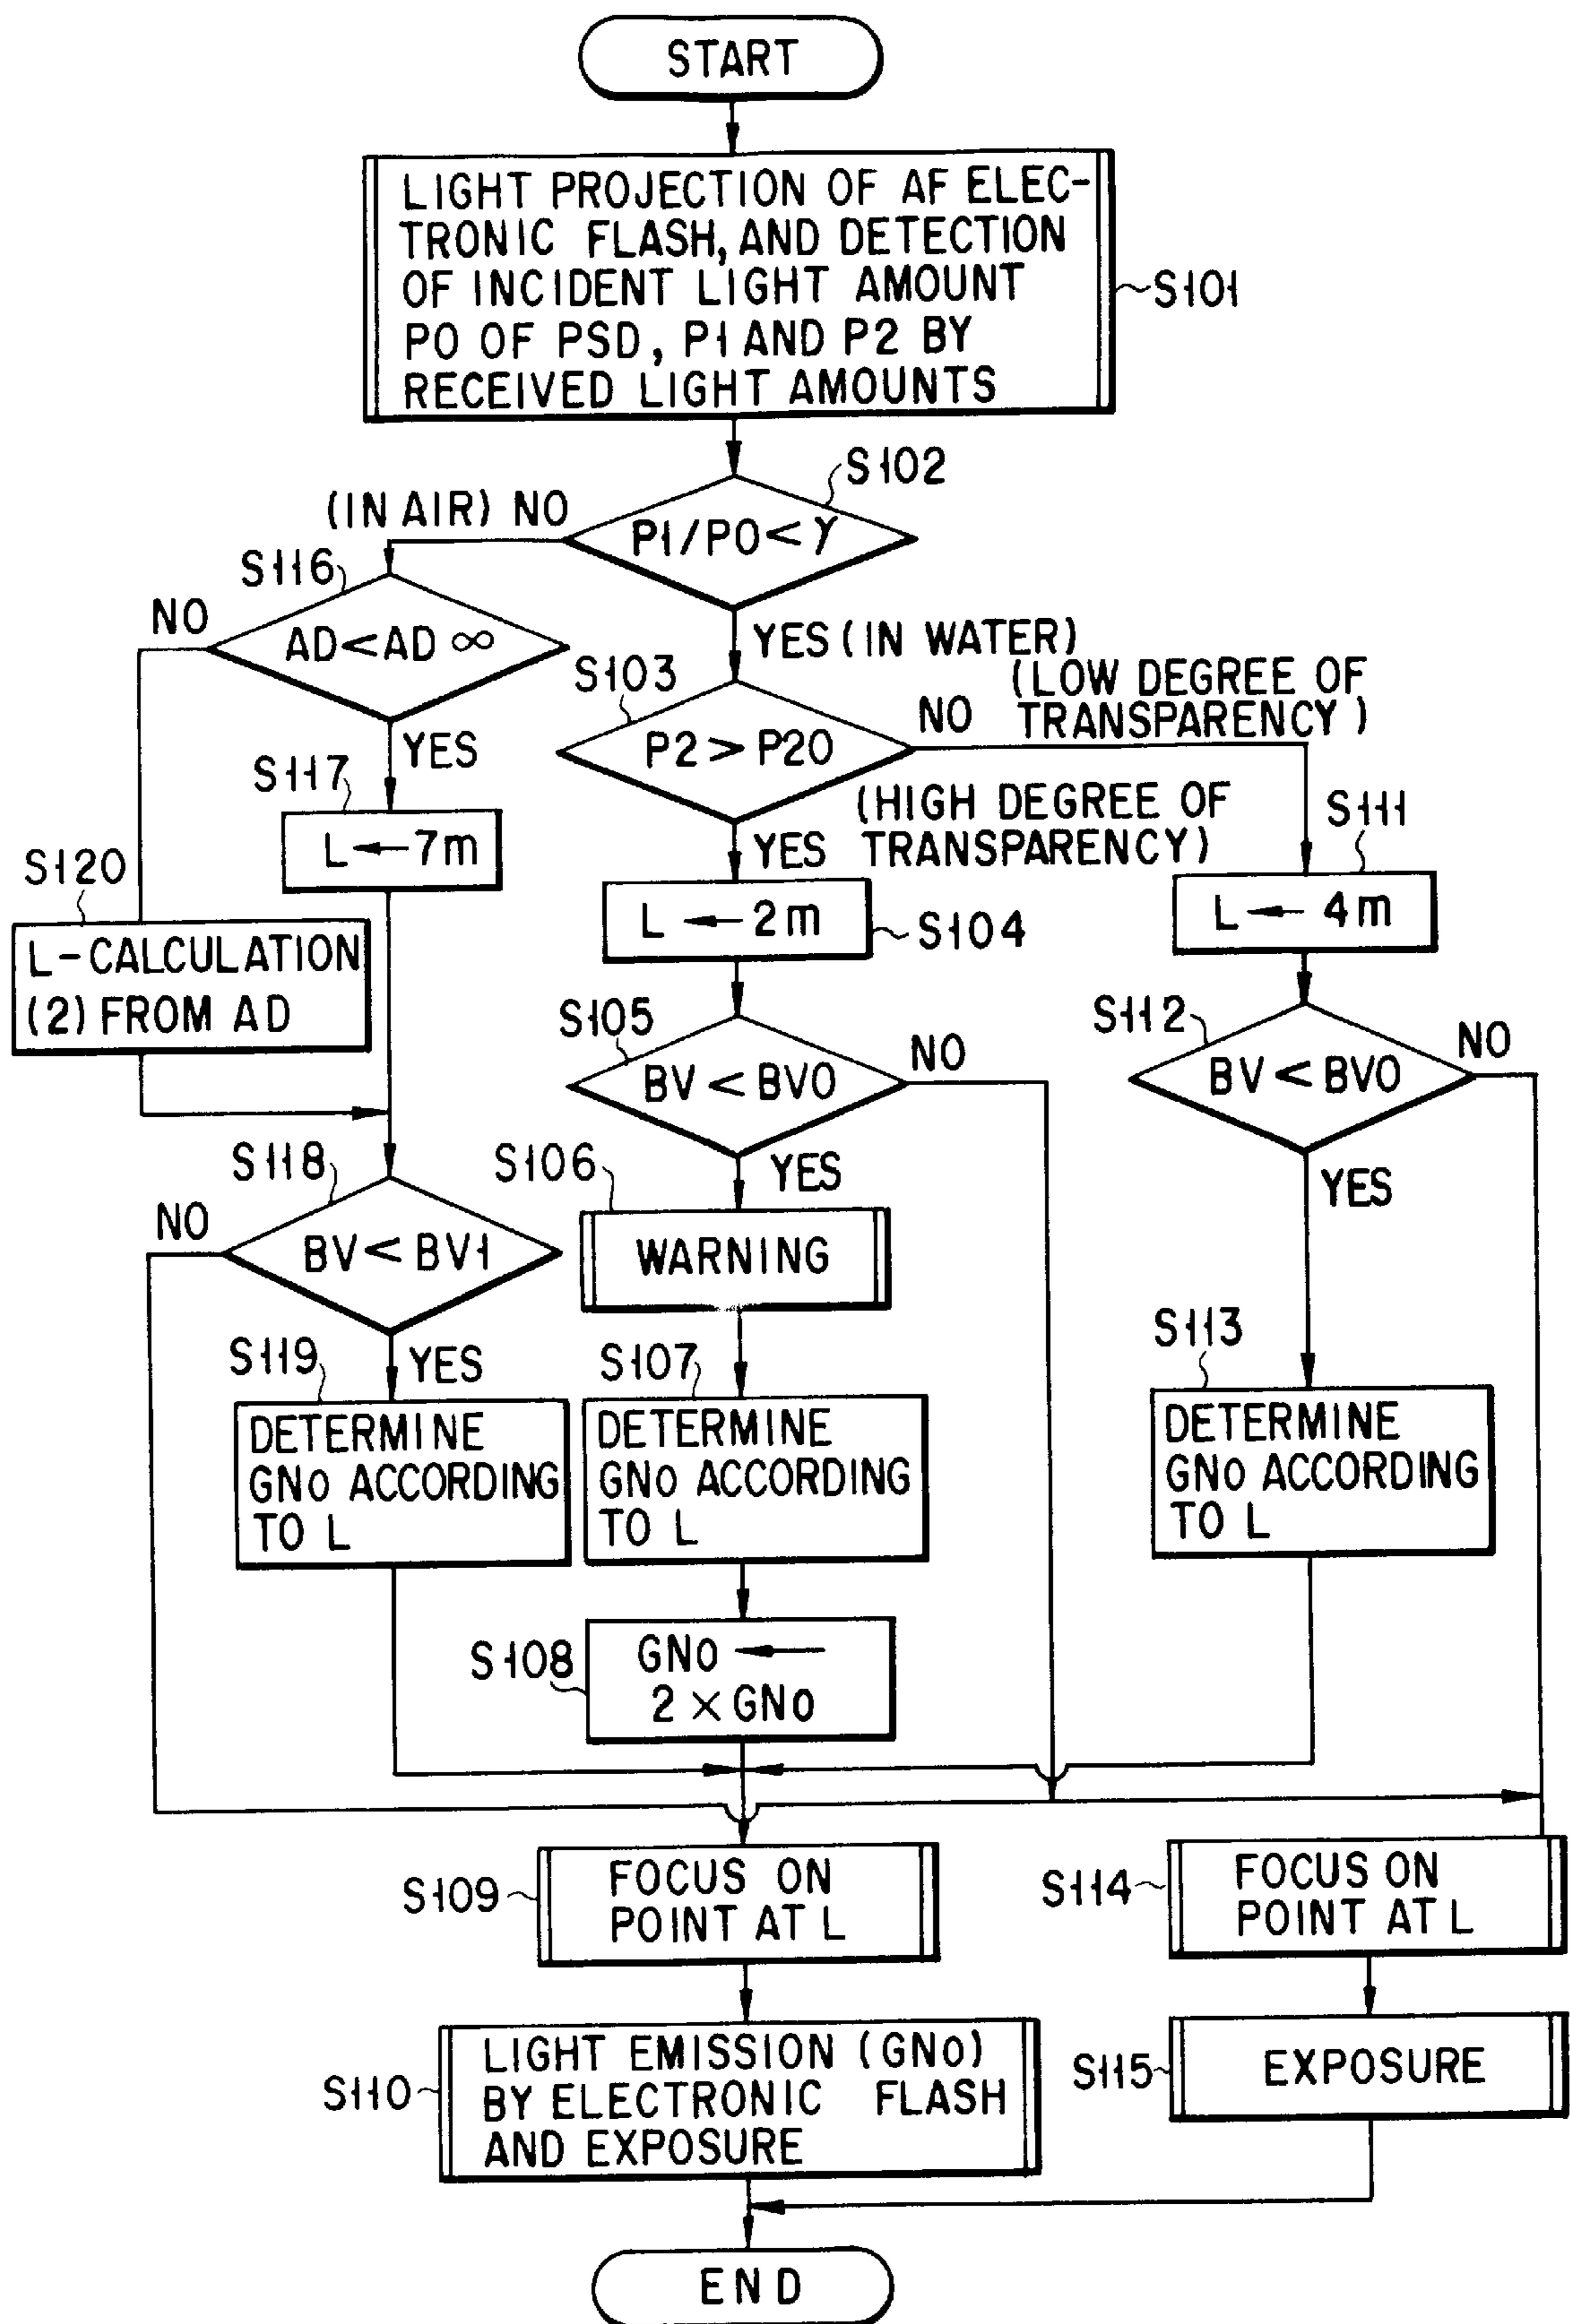 START
LIGHT PROJECTION OF AF ELEC-
TRONIC FLASH, AND DETECTION
OF INCIDENT LIGHT AMOUNT
PO OF PSD, P1 AND P2 BY
RECEIVED LIGHT AMOUNTS
S101
S102
(IN AIR) NO
P1/P0<γ
S116
NO
AD<AD ∞
YES (IN WATER)
S103
(LOW DEGREE OF
NO TRANSPARENCY)
P2 > P20
YES
S117
L←7m
(HIGH DEGREE OF
YES TRANSPARENCY)
S111
S120
L-CALCULATION
(2) FROM AD
L ← 2m
S104
L ← 4m
S105
NO
BV < BV0
S112
NO
BV < BV0
S118
NO
BV < BV1
YES
S106
WARNING
YES
S119
YES
DETERMINE
GNo ACCORDING
TO L
S107
DETERMINE
GNo ACCORDING
TO L
S113
DETERMINE
GNo ACCORDING
TO L
S108
GNo ←
2 × GNo
S109
FOCUS ON
POINT AT L
S114
FOCUS ON
POINT AT L
S110
LIGHT EMISSION (GNo)
BY ELECTRONIC FLASH
AND EXPOSURE
S115
EXPOSURE
END